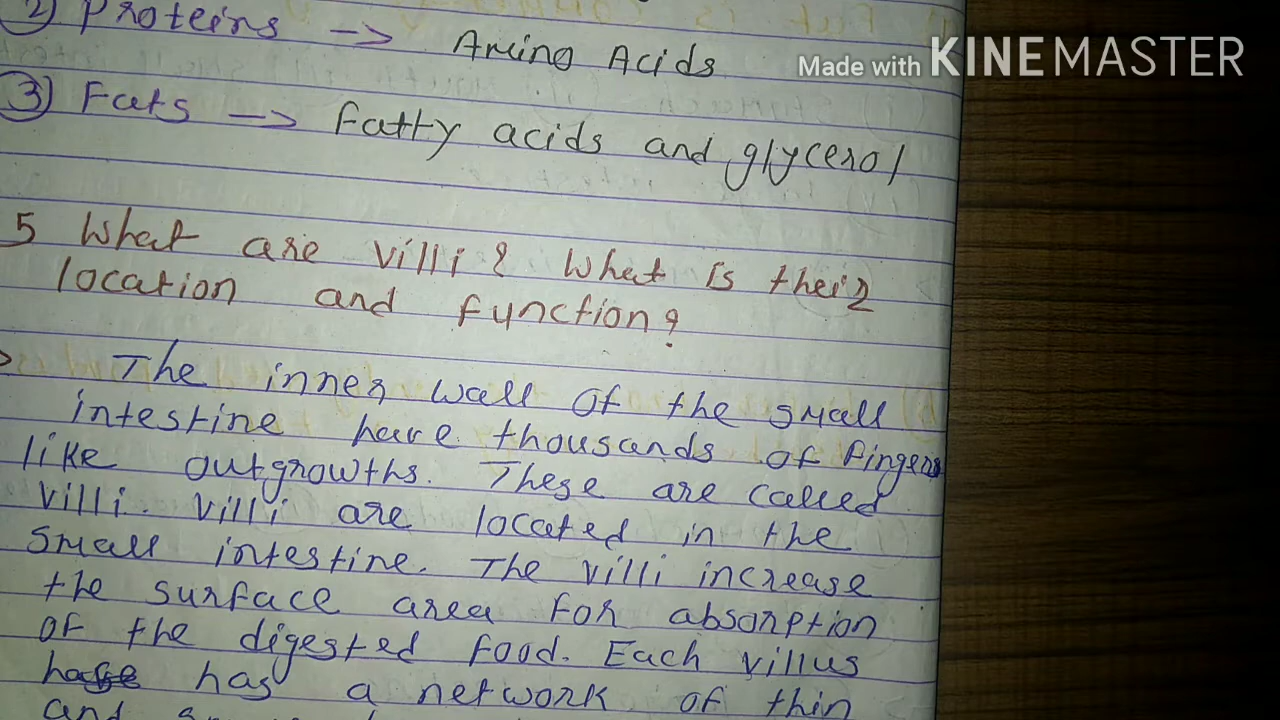 2) Proteins -> Amino Acids
Made with KINEMASTER
3) Fats -> Fatty acids and glycerol
5 What are villi? What is their
location and function?
The inner wall of the small
intestine have thousands of fingers
like outgrowths. These are called
villi. Villi are located in the
small intestine. The villi increase
the surface area for absorption
of the digested food. Each villus
has a network of thin
and